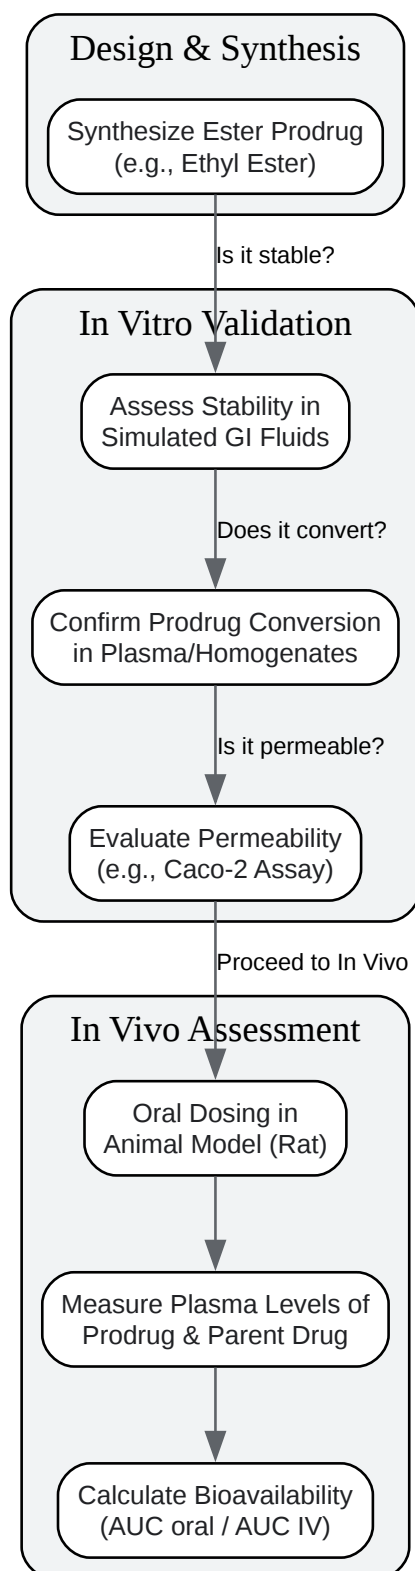 Design & Synthesis
Synthesize Ester Prodrug
(e.g., Ethyl Ester)
Is it stable?
In Vitro Validation
Assess Stability in
Simulated GI Fluids
Does it convert?
Confirm Prodrug Conversion
in Plasma/Homogenates
Is it permeable?
Evaluate Permeability
(e.g., Caco-2 Assay)
Proceed to In Vivo
In Vivo Assessment
Oral Dosing in
Animal Model (Rat)
Measure Plasma Levels of
Prodrug & Parent Drug
Calculate Bioavailability
(AUC oral / AUC IV)